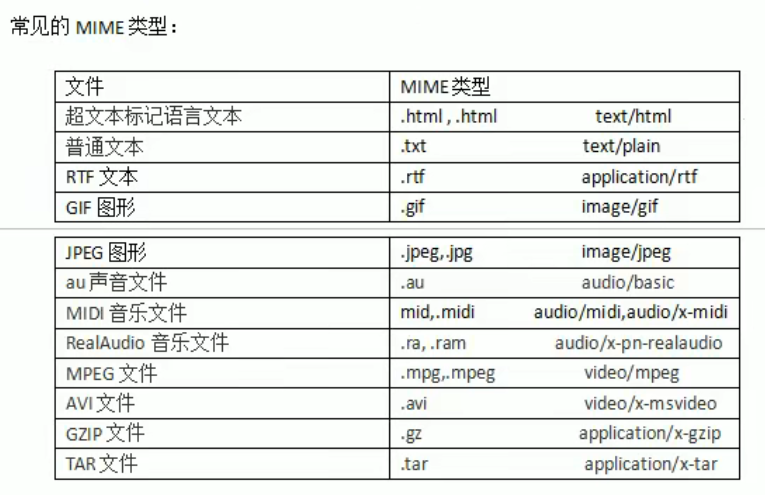 常见的 MIME 类型：
文件 MIME类型
超文本标记语言文本 .html , .html text/html
普通文本 .txt text/plain
RTF 文本 .rtf application/rtf
GIF 图形 .gif image/gif
JPEG 图形 .jpeg,.jpg image/jpeg
au 声音文件 .au audio/basic
MIDI 音乐文件 mid,.midi audio/midi,audio/x-midi
RealAudio 音乐文件 .ra, .ram audio/x-pn-realaudio
MPEG 文件 .mpg,.mpeg video/mpeg
AVI 文件 .avi video/x-msvideo
GZIP 文件 .gz application/x-gzip
TAR 文件 .tar application/x-tar